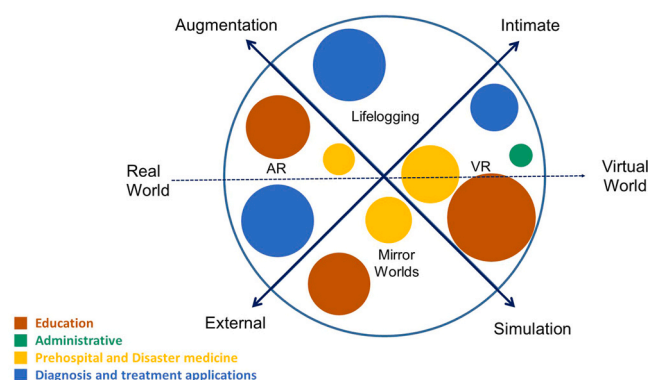 Augmentation
Intimate
Lifelogging
AR
VR
Real
World
Virtual
World
Mirror
Worlds
External
Simulation
Education
Administrative
Prehospital and Disaster medicine
Diagnosis and treatment applications